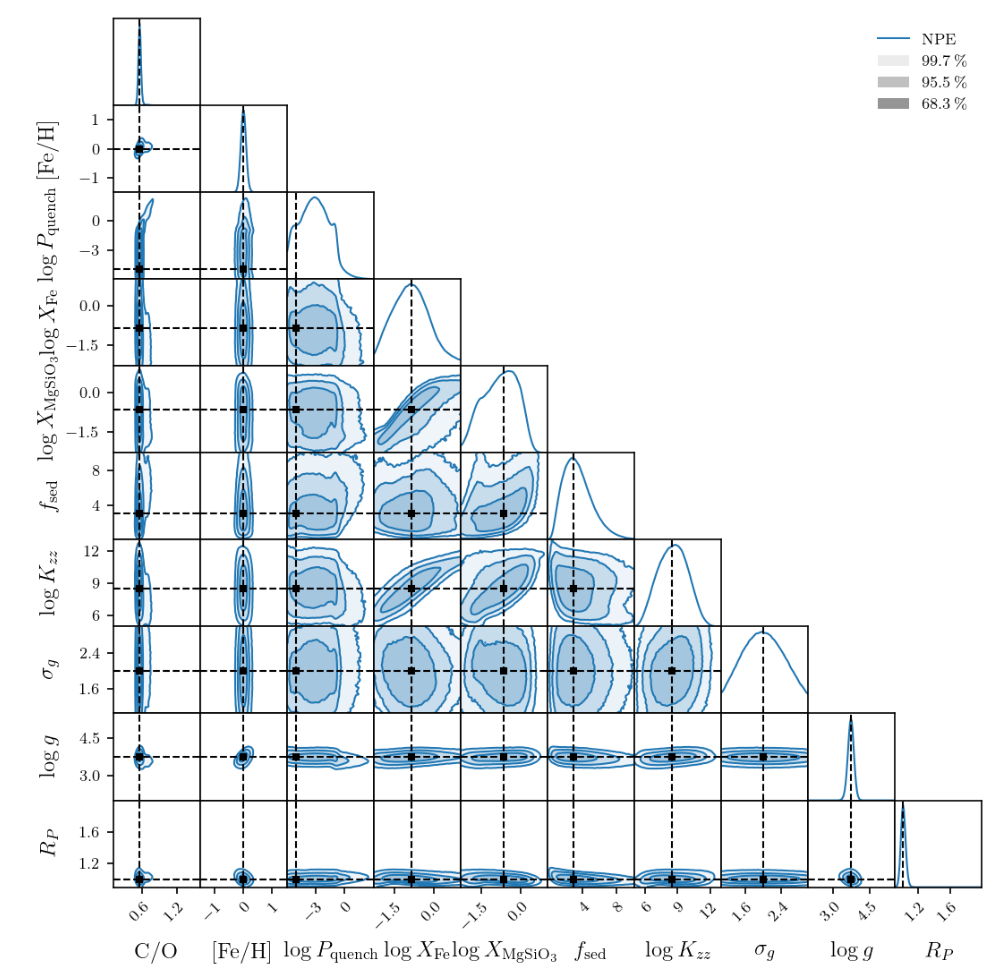 NPE
99.7 %
95.5 %
68.3 %
1
0
−1
[Fe/H]
0
−3
log P_quench
0.0
−1.5
log X_Fe
0.0
−1.5
log X_MgSiO₃
8
4
f_sed
12
9
6
log K_zz
2.4
1.6
σ_g
4.5
3.0
log g
1.6
1.2
R_P
0.6 1.2 −1 0 1 −3 0 −1.5 0.0 −1.5 0.0 4 8 6 9 12 1.6 2.4 3.0 4.5 1.2 1.6
C/O [Fe/H] log P_quench log X_Fe log X_MgSiO₃ f_sed log K_zz σ_g log g R_P